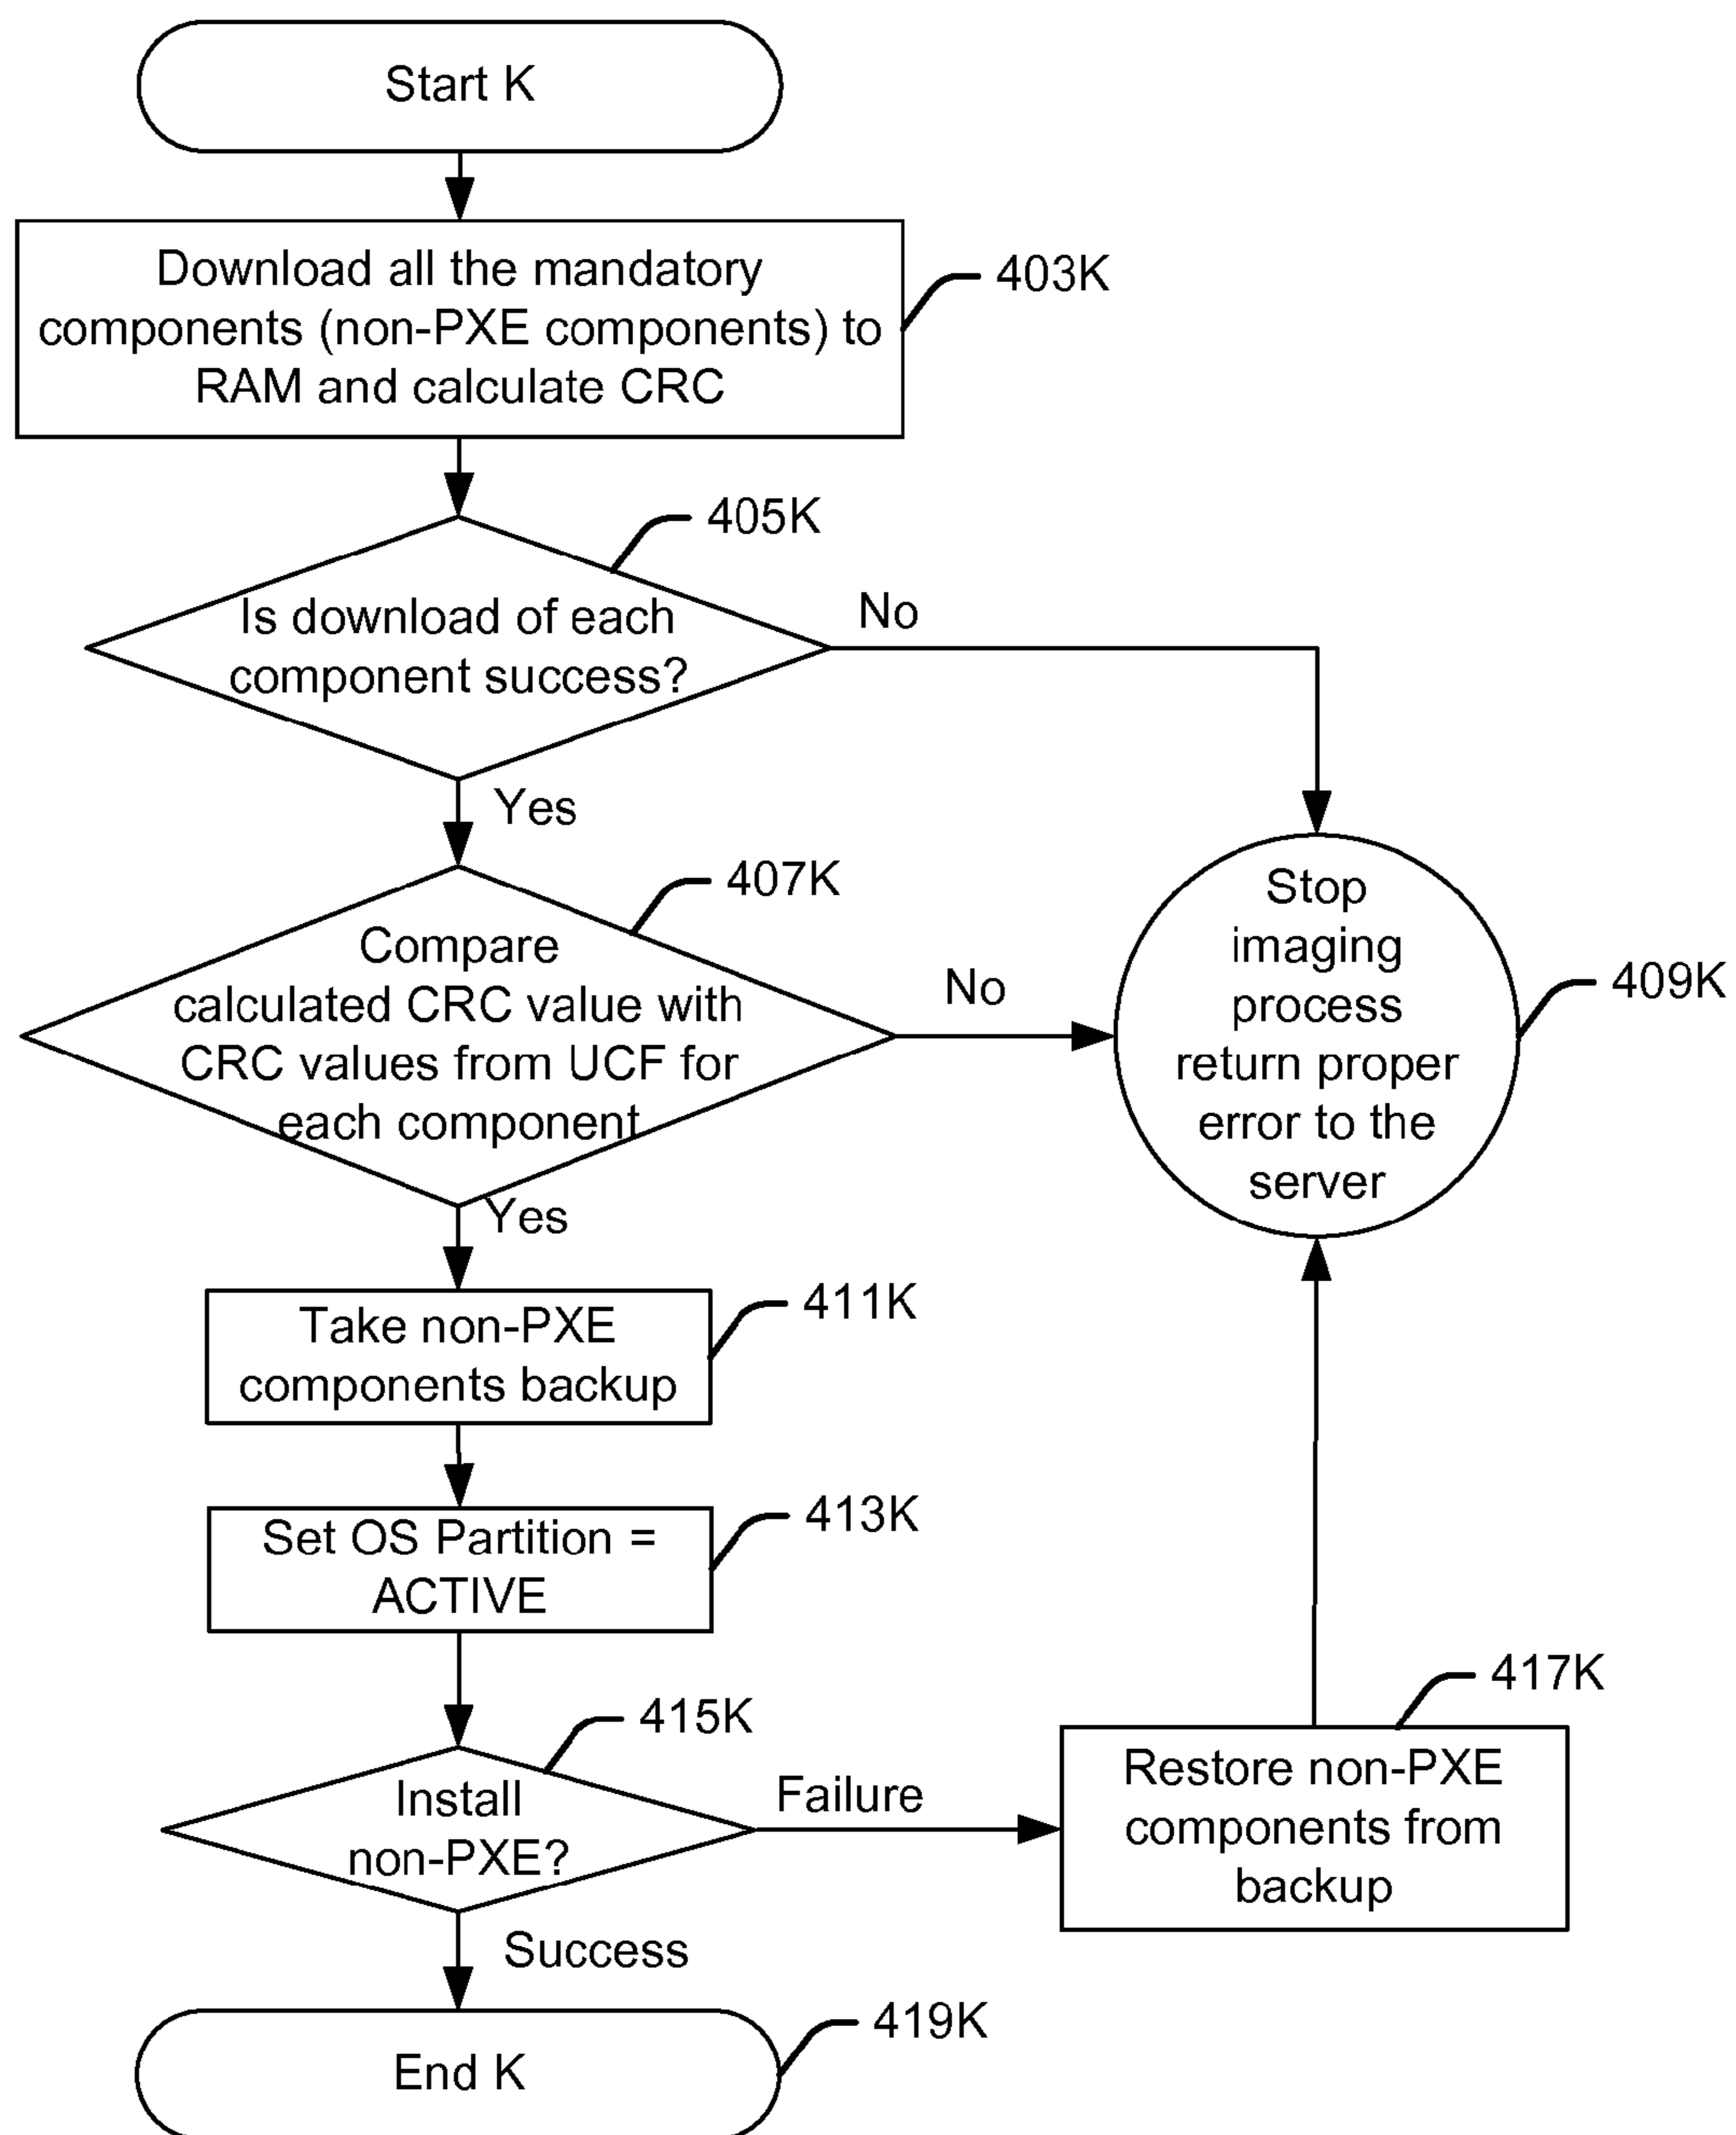 Start K
Download all the mandatory
components (non-PXE components) to
RAM and calculate CRC
403K
405K
Is download of each
component success?
No
Yes
407K
Compare
calculated CRC value with
CRC values from UCF for
each component
No
Stop
imaging
process
return proper
error to the
server
409K
Yes
Take non-PXE
components backup
411K
Set OS Partition =
ACTIVE
413K
415K
Install
non-PXE?
Failure
417K
Restore non-PXE
components from
backup
Success
End K
419K